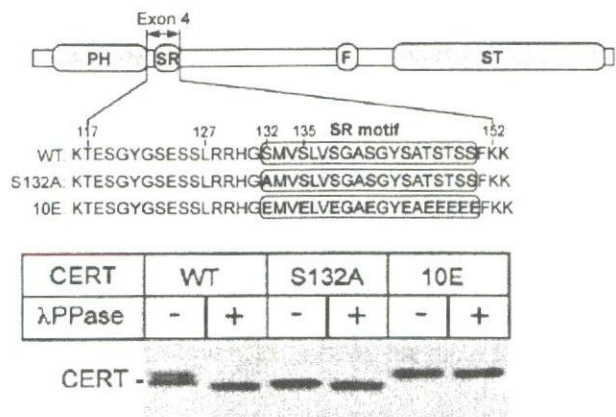 Exon 4
PH SR F ST
117 127 132 135 SR motif 152
WT: KTESGYGSESSLRRHGSMVSLVSGASGYSATSTSSFKK
S132A: KTESGYGSESSLRRHGAMVSLVSGASGYSATSTSSFKK
10E: KTESGYGSESSLRRHGEMVELVEGAEGYEAEEEEEFKK
CERT WT S132A 10E
λPPase - + - + - +
CERT -